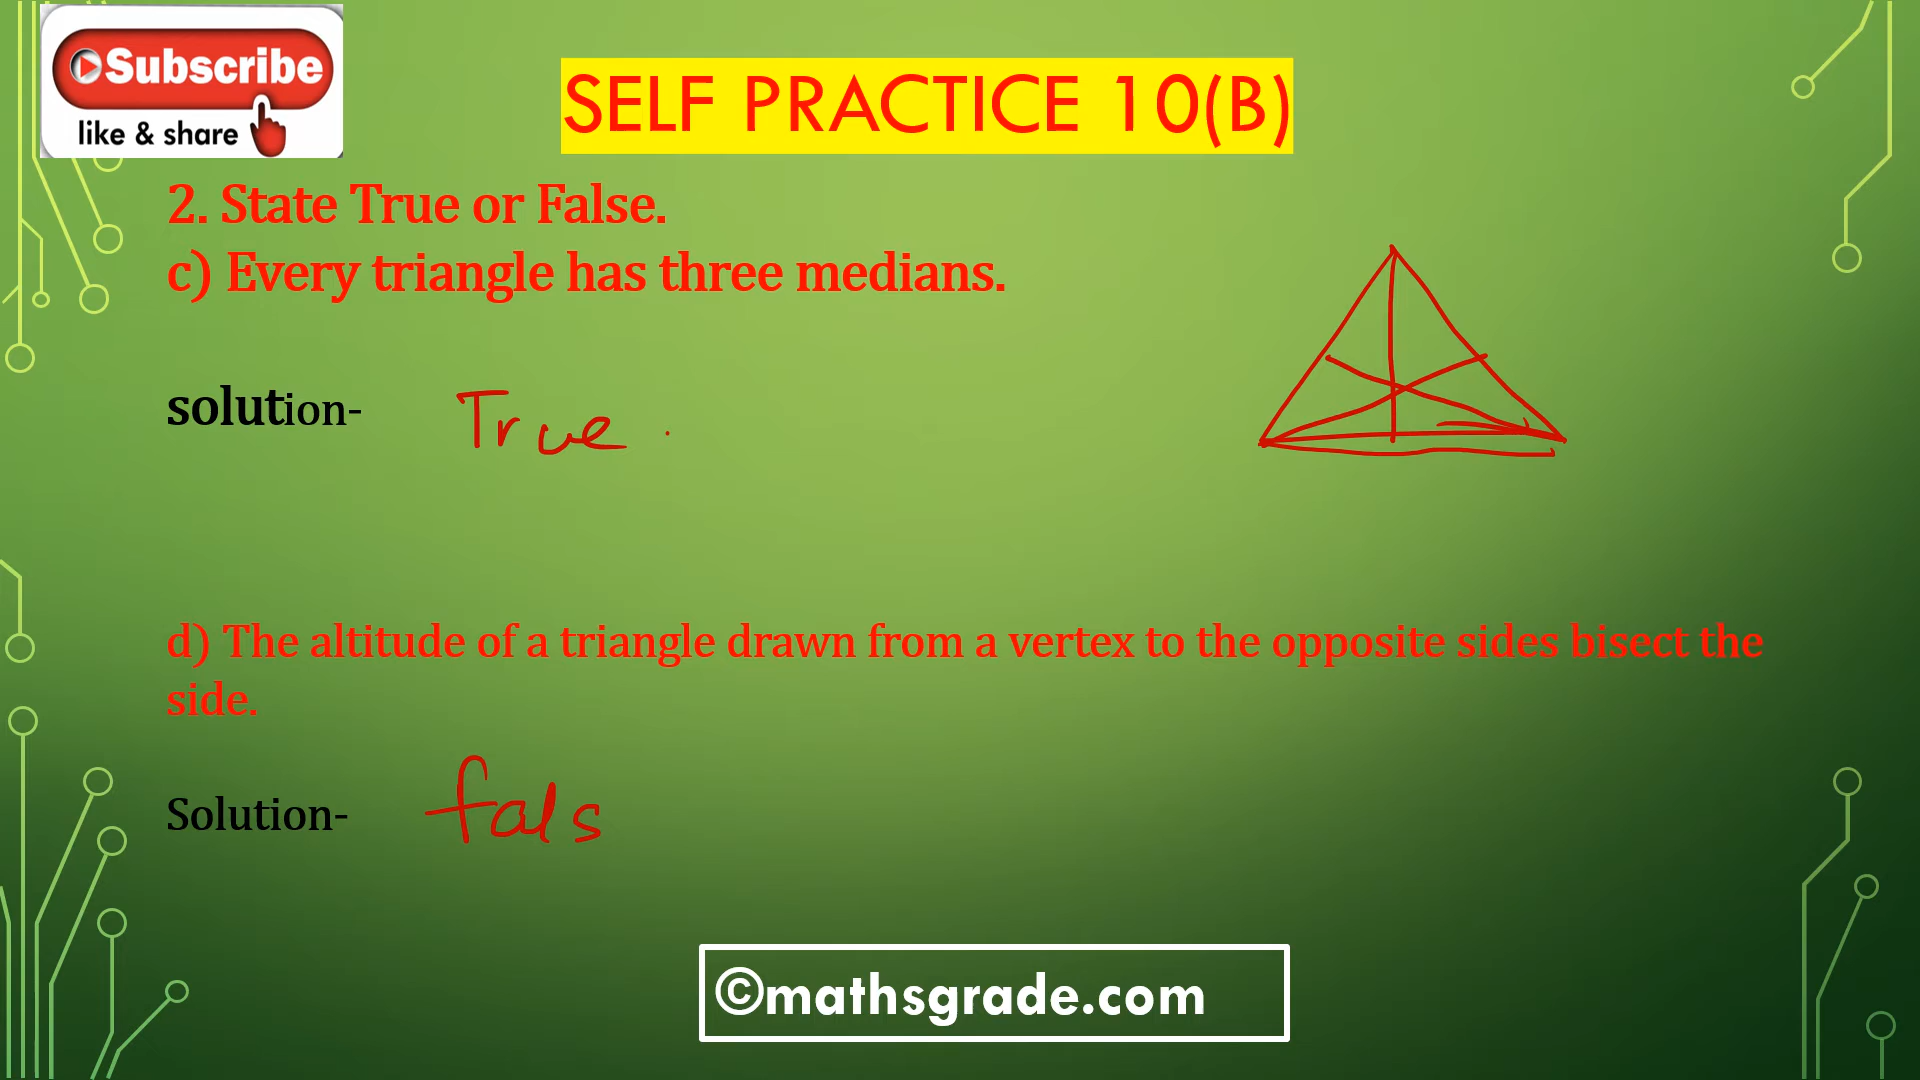 Subscribe
like & share
SELF PRACTICE 10(B)
2. State True or False.
c) Every triangle has three medians.
solution- True .
d) The altitude of a triangle drawn from a vertex to the opposite sides bisect the
side.
Solution- fals
©mathsgrade.com